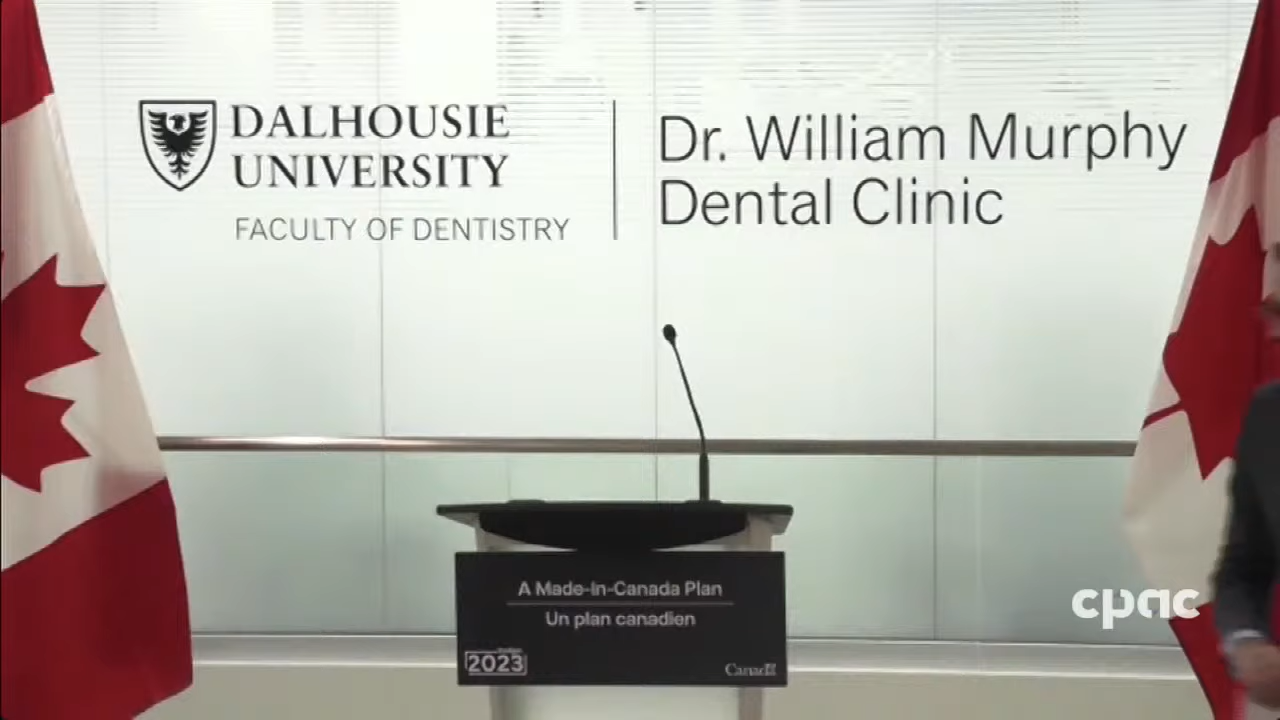 DALHOUSIE
UNIVERSITY
FACULTY OF DENTISTRY
Dr. William Murphy
Dental Clinic
A Made-In-Canada Plan
Un plan canadien
2023
Canada
cpac